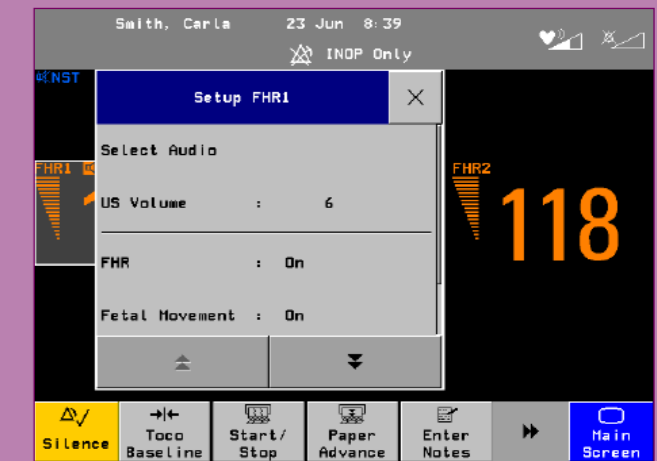 Smith, Carla 23 Jun 8:39
INOP Only
NST
Setup FHR1
Select Audio
FHR1
FHR2
US Volume : 6
118
FHR : On
Fetal Movement : On
Silence
Toco Baseline
Start/ Stop
Paper Advance
Enter Notes
Main Screen